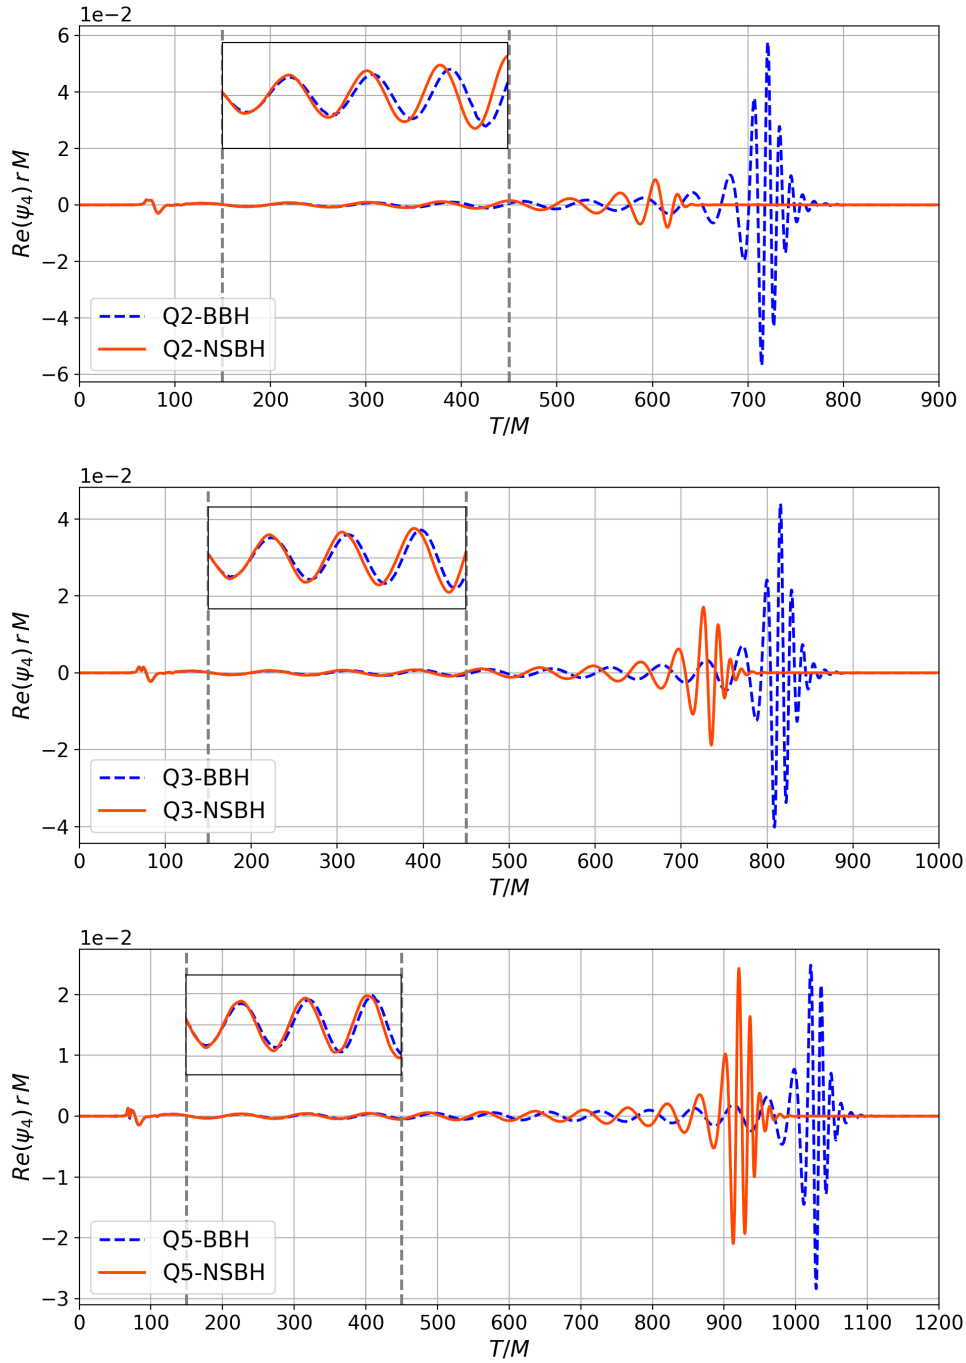 1e−2
6
4
2
0
−2
−4
−6
Re(ψ4) r M
Q2-BBH
Q2-NSBH
0 100 200 300 400 500 600 700 800 900
T/M
1e−2
4
2
0
−2
−4
Re(ψ4) r M
Q3-BBH
Q3-NSBH
0 100 200 300 400 500 600 700 800 900 1000
T/M
1e−2
2
1
0
−1
−2
−3
Re(ψ4) r M
Q5-BBH
Q5-NSBH
0 100 200 300 400 500 600 700 800 900 1000 1100 1200
T/M